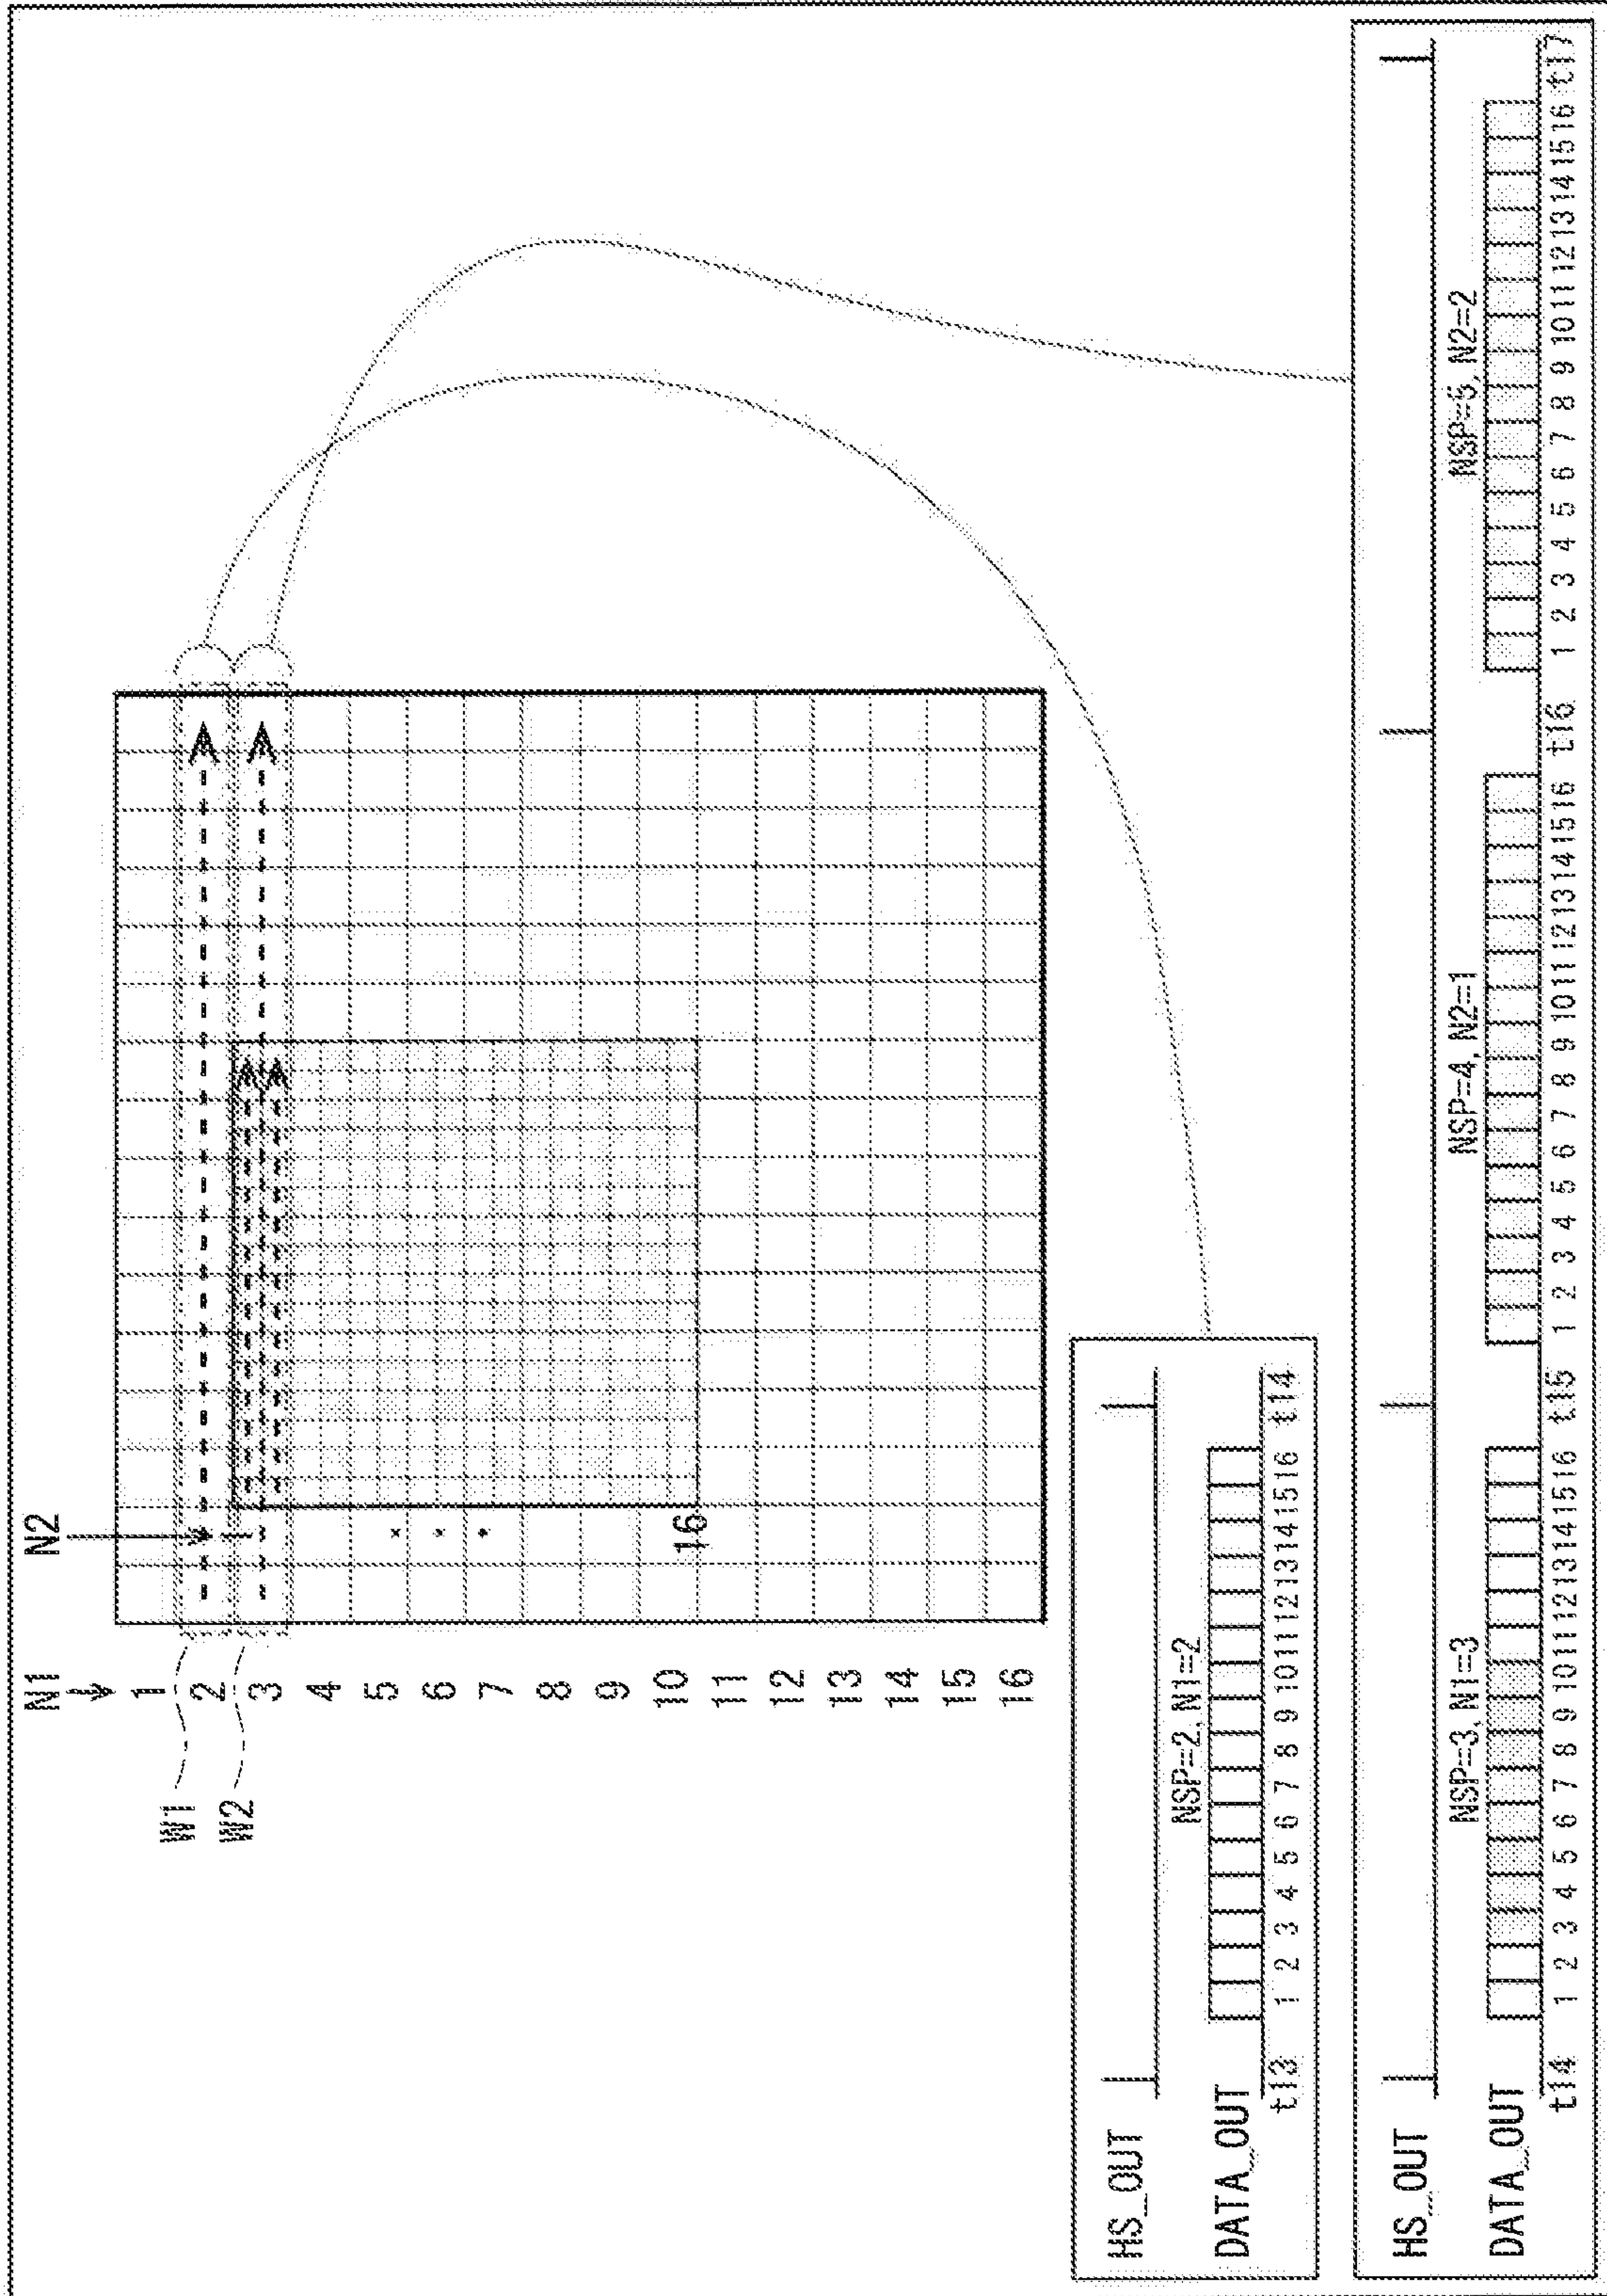 N1
N2
1
W1
2
W2
3
4
5
6
7
8
9
10
16
11
12
13
14
15
16
HS_OUT
NSP=2, N1=2
DATA_OUT
t13 1 2 3 4 5 6 7 8 9 10 11 12 13 14 15 16 t14
HS_OUT
NSP=3, N1=3 NSP=4, N2=1 NSP=5, N2=2
DATA_OUT
t14 1 2 3 4 5 6 7 8 9 10 11 12 13 14 15 16 t15 1 2 3 4 5 6 7 8 9 10 11 12 13 14 15 16 t16 1 2 3 4 5 6 7 8 9 10 11 12 13 14 15 16 t17